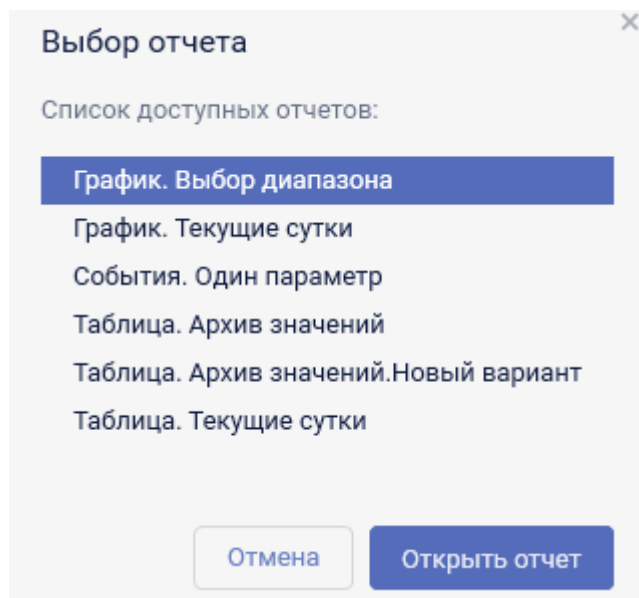 Выбор отчета
Список доступных отчетов:
График. Выбор диапазона
График. Текущие сутки
События. Один параметр
Таблица. Архив значений
Таблица. Архив значений.Новый вариант
Таблица. Текущие сутки
Отмена
Открыть отчет